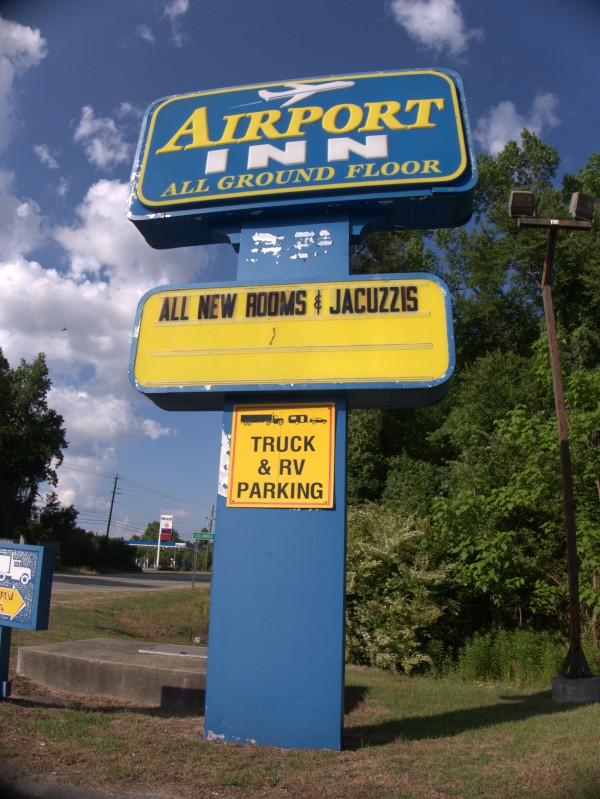 AIRPORT
INN
ALL GROUND FLOOR
ALL NEW ROOMS & JACUZZIS
TRUCK
& RV
PARKING